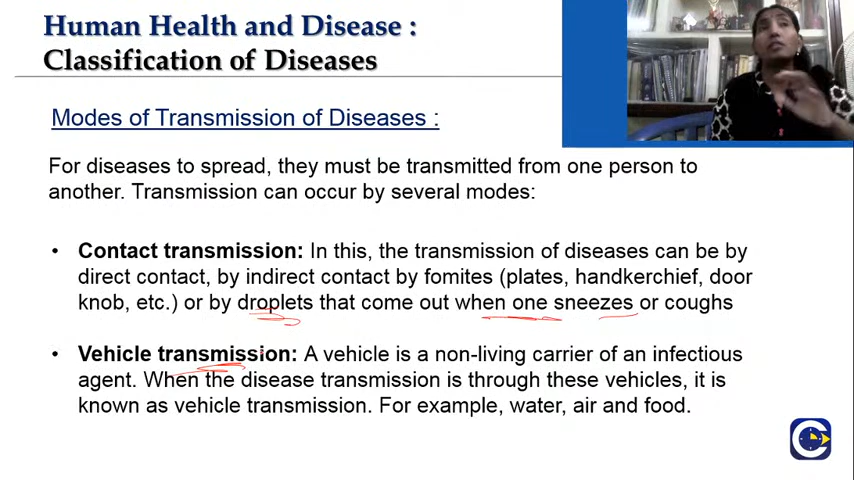 Human Health and Disease :
Classification of Diseases
Modes of Transmission of Diseases :
For diseases to spread, they must be transmitted from one person to
another. Transmission can occur by several modes:
• Contact transmission: In this, the transmission of diseases can be by
direct contact, by indirect contact by fomites (plates, handkerchief, door
knob, etc.) or by droplets that come out when one sneezes or coughs
• Vehicle transmission: A vehicle is a non-living carrier of an infectious
agent. When the disease transmission is through these vehicles, it is
known as vehicle transmission. For example, water, air and food.